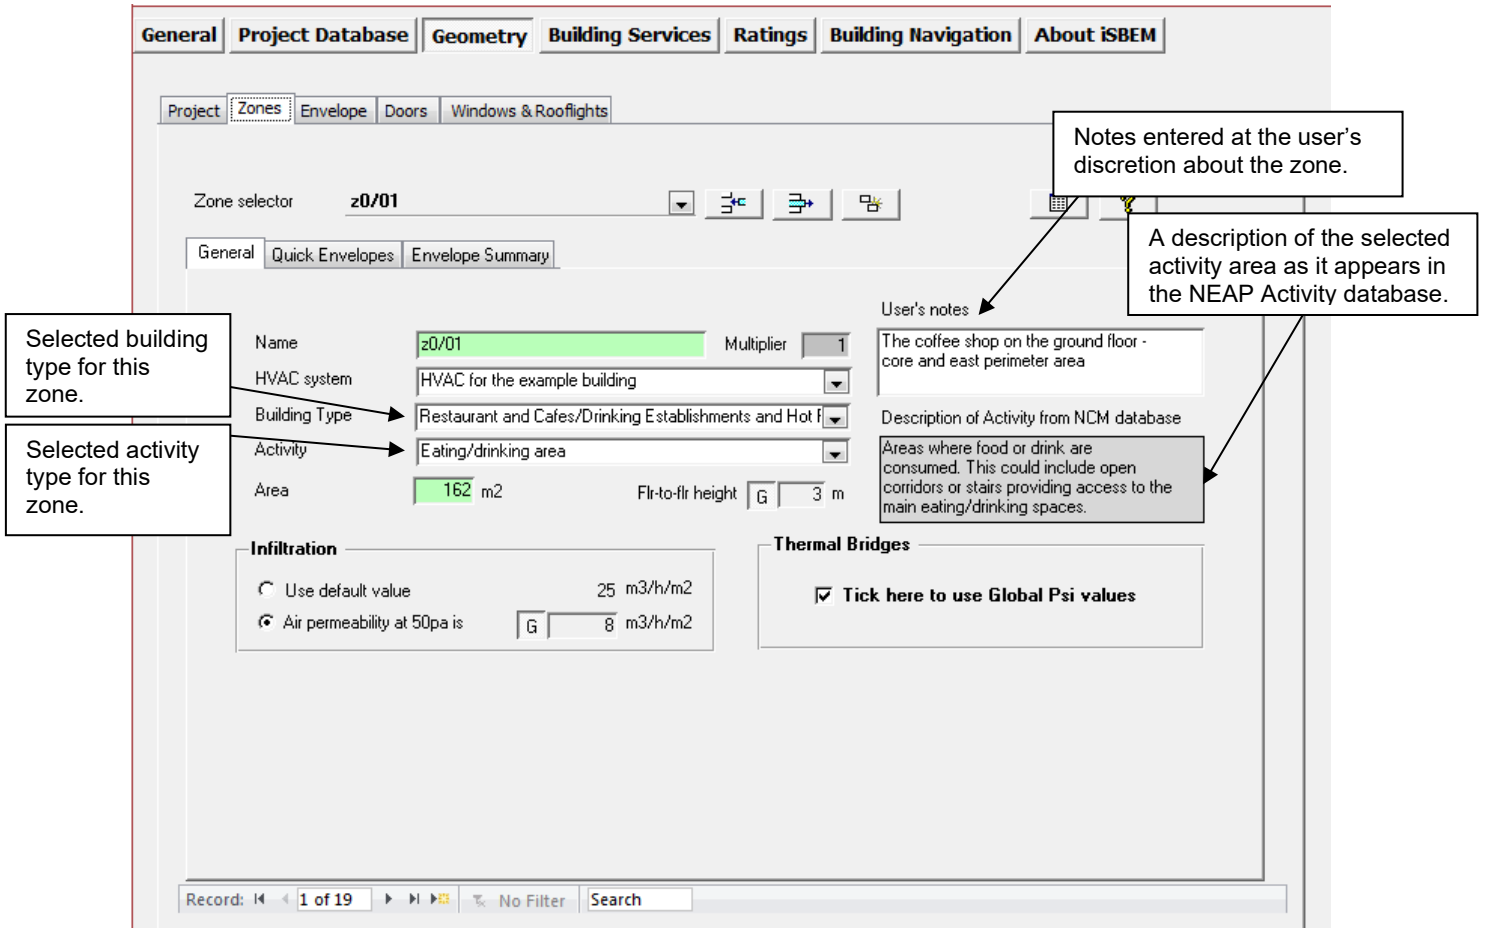 General Project Database Geometry Building Services Ratings Building Navigation About iSBEM
Project Zones Envelope Doors Windows & Rooflights
Notes entered at the user's
discretion about the zone.
Zone selector z0/01
A description of the selected
activity area as it appears in
the NEAP Activity database.
General Quick Envelopes Envelope Summary
User's notes
Selected building
type for this
zone.
Name z0/01 Multiplier 1
The coffee shop on the ground floor -
core and east perimeter area
HVAC system HVAC for the example building
Building Type Restaurant and Cafes/Drinking Establishments and Hot F
Description of Activity from NCM database
Selected activity
type for this
zone.
Activity Eating/drinking area
Areas where food or drink are
consumed. This could include open
corridors or stairs providing access to the
main eating/drinking spaces.
Area 162 m2 Flr-to-flr height G 3 m
Infiltration
Use default value 25 m3/h/m2
Air permeability at 50pa is G 8 m3/h/m2
Thermal Bridges
Tick here to use Global Psi values
Record: 1 of 19 No Filter Search